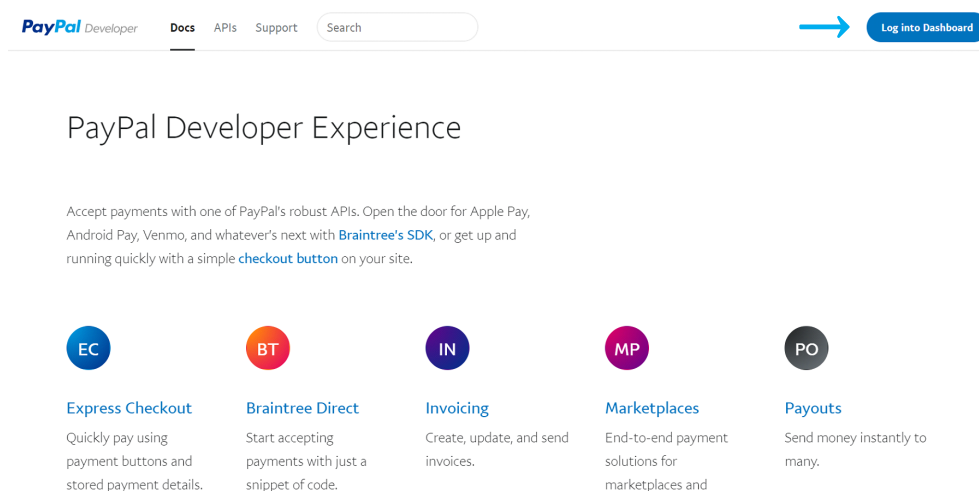 PayPal Developer Docs APIs Support Search Log into Dashboard
PayPal Developer Experience
Accept payments with one of PayPal's robust APIs. Open the door for Apple Pay,
Android Pay, Venmo, and whatever's next with Braintree's SDK, or get up and
running quickly with a simple checkout button on your site.
EC BT IN MP PO
Express Checkout
Quickly pay using
payment buttons and
stored payment details.
Braintree Direct
Start accepting
payments with just a
snippet of code.
Invoicing
Create, update, and send
invoices.
Marketplaces
End-to-end payment
solutions for
marketplaces and
Payouts
Send money instantly to
many.